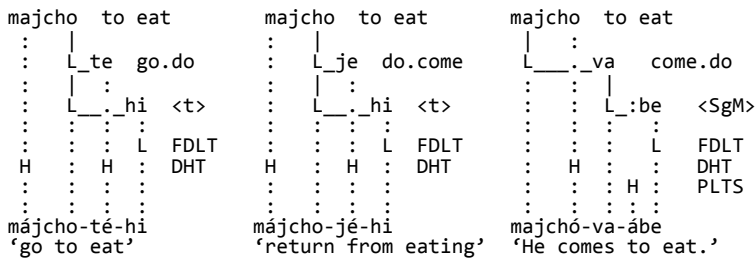 majcho  to eat          majcho  to eat          majcho  to eat
 :   |                   :   |                   |   :
 :   L_te  go.do         :   L_je  do.come       L___._va   come.do
 :   |  :                :   |  :                    :   |
 :   L__._hi  <t>        :   L__._hi  <t>            :   L_:be   <SgM>
 :   :  :  :             :   :  :  :                 :   :  :
 :   :  :  L  FDLT       :   :  :  L  FDLT       :   :   :  L   FDLT
 H   :  H  :  DHT        H   :  H  :  DHT        :   H   :  :   DHT
 :   :  :  :             :   :  :  :             :   :   : H :  PLTS
 :   :  :  :             :   :  :  :             :   :   : : :
májcho-té-hi            májcho-jé-hi            majchó-va-ábe
‘go to eat’             ‘return from eating’    ‘He comes to eat.’